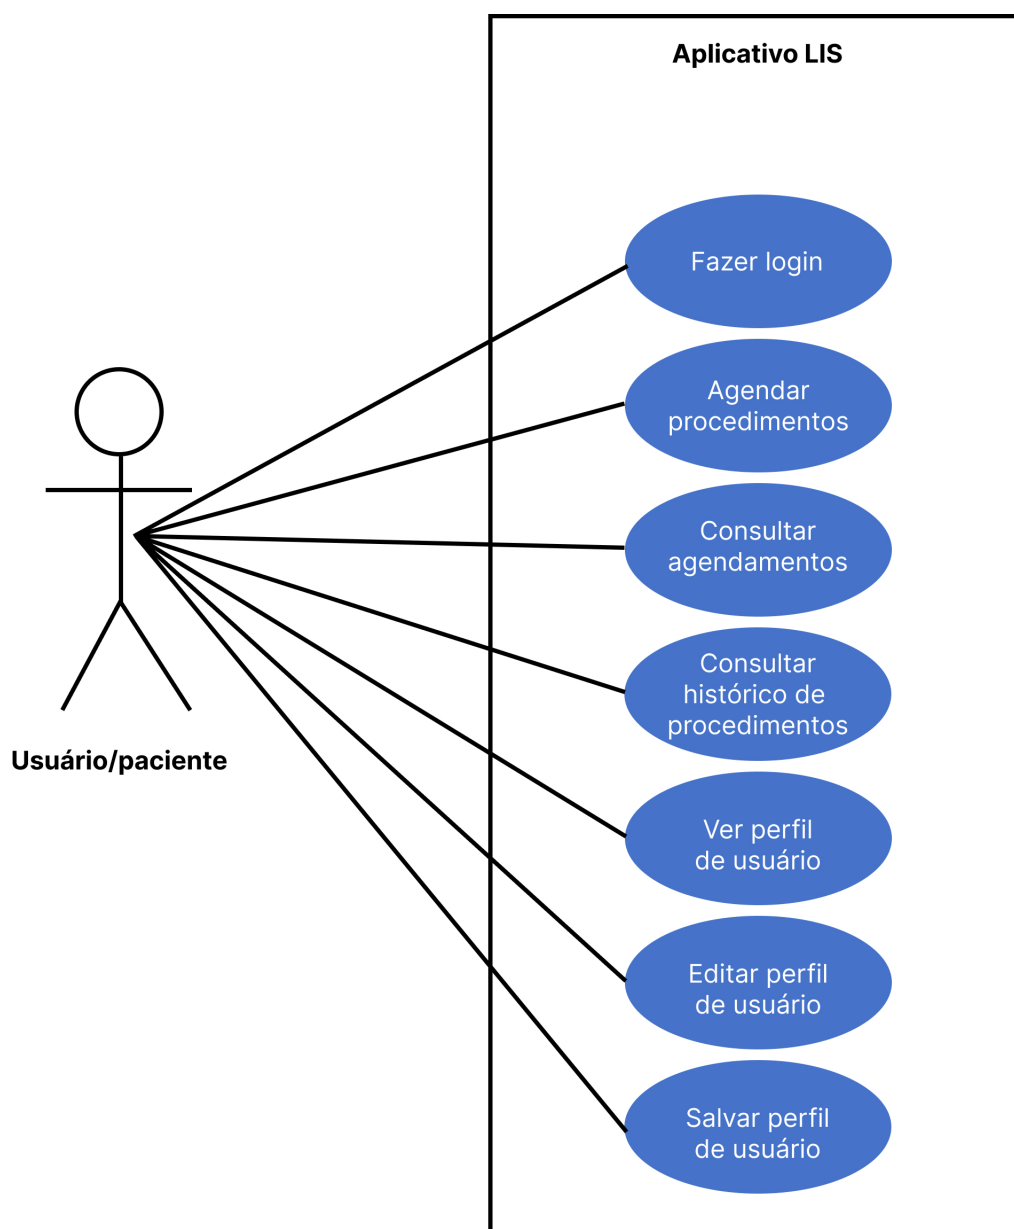 Aplicativo LIS
Fazer login
Agendar
procedimentos
Consultar
agendamentos
Consultar
histórico de
procedimentos
Usuário/paciente
Ver perfil
de usuário
Editar perfil
de usuário
Salvar perfil
de usuário